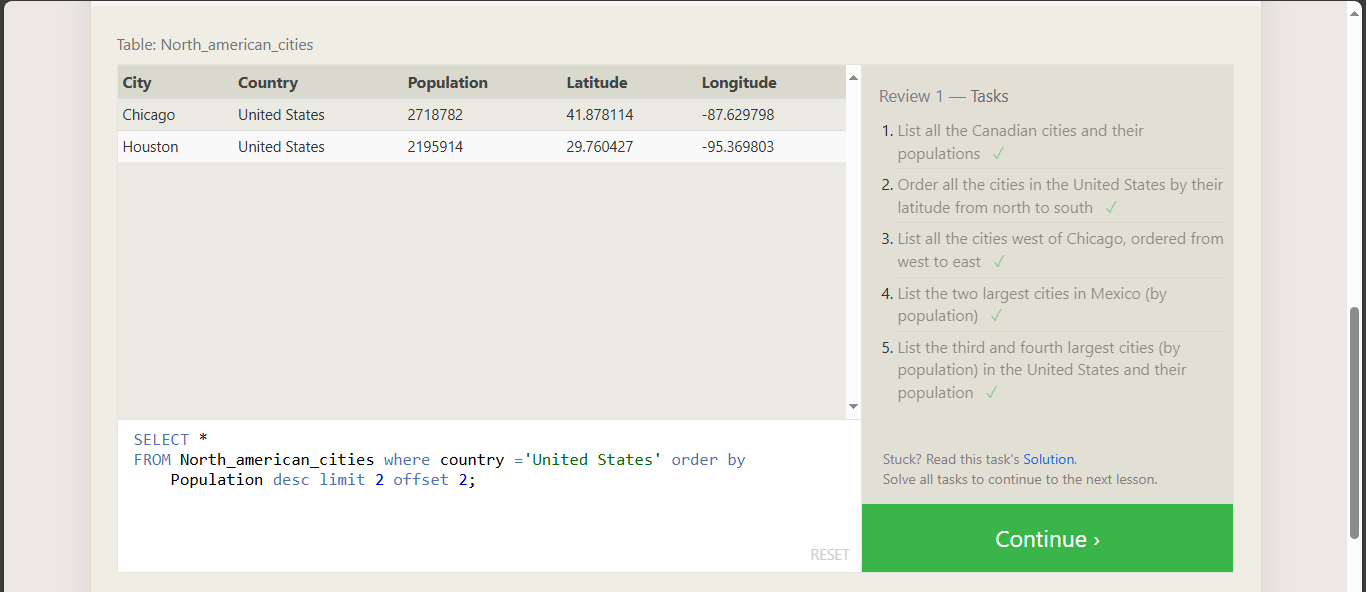 Table: North_american_cities
City Country Population Latitude Longitude
Chicago United States 2718782 41.878114 -87.629798
Houston United States 2195914 29.760427 -95.369803
SELECT *
FROM North_american_cities where country ='United States' order by
Population desc limit 2 offset 2;
RESET
Review 1 — Tasks
1. List all the Canadian cities and their
populations ✓
2. Order all the cities in the United States by their
latitude from north to south ✓
3. List all the cities west of Chicago, ordered from
west to east ✓
4. List the two largest cities in Mexico (by
population) ✓
5. List the third and fourth largest cities (by
population) in the United States and their
population ✓
Stuck? Read this task's Solution.
Solve all tasks to continue to the next lesson.
Continue ›